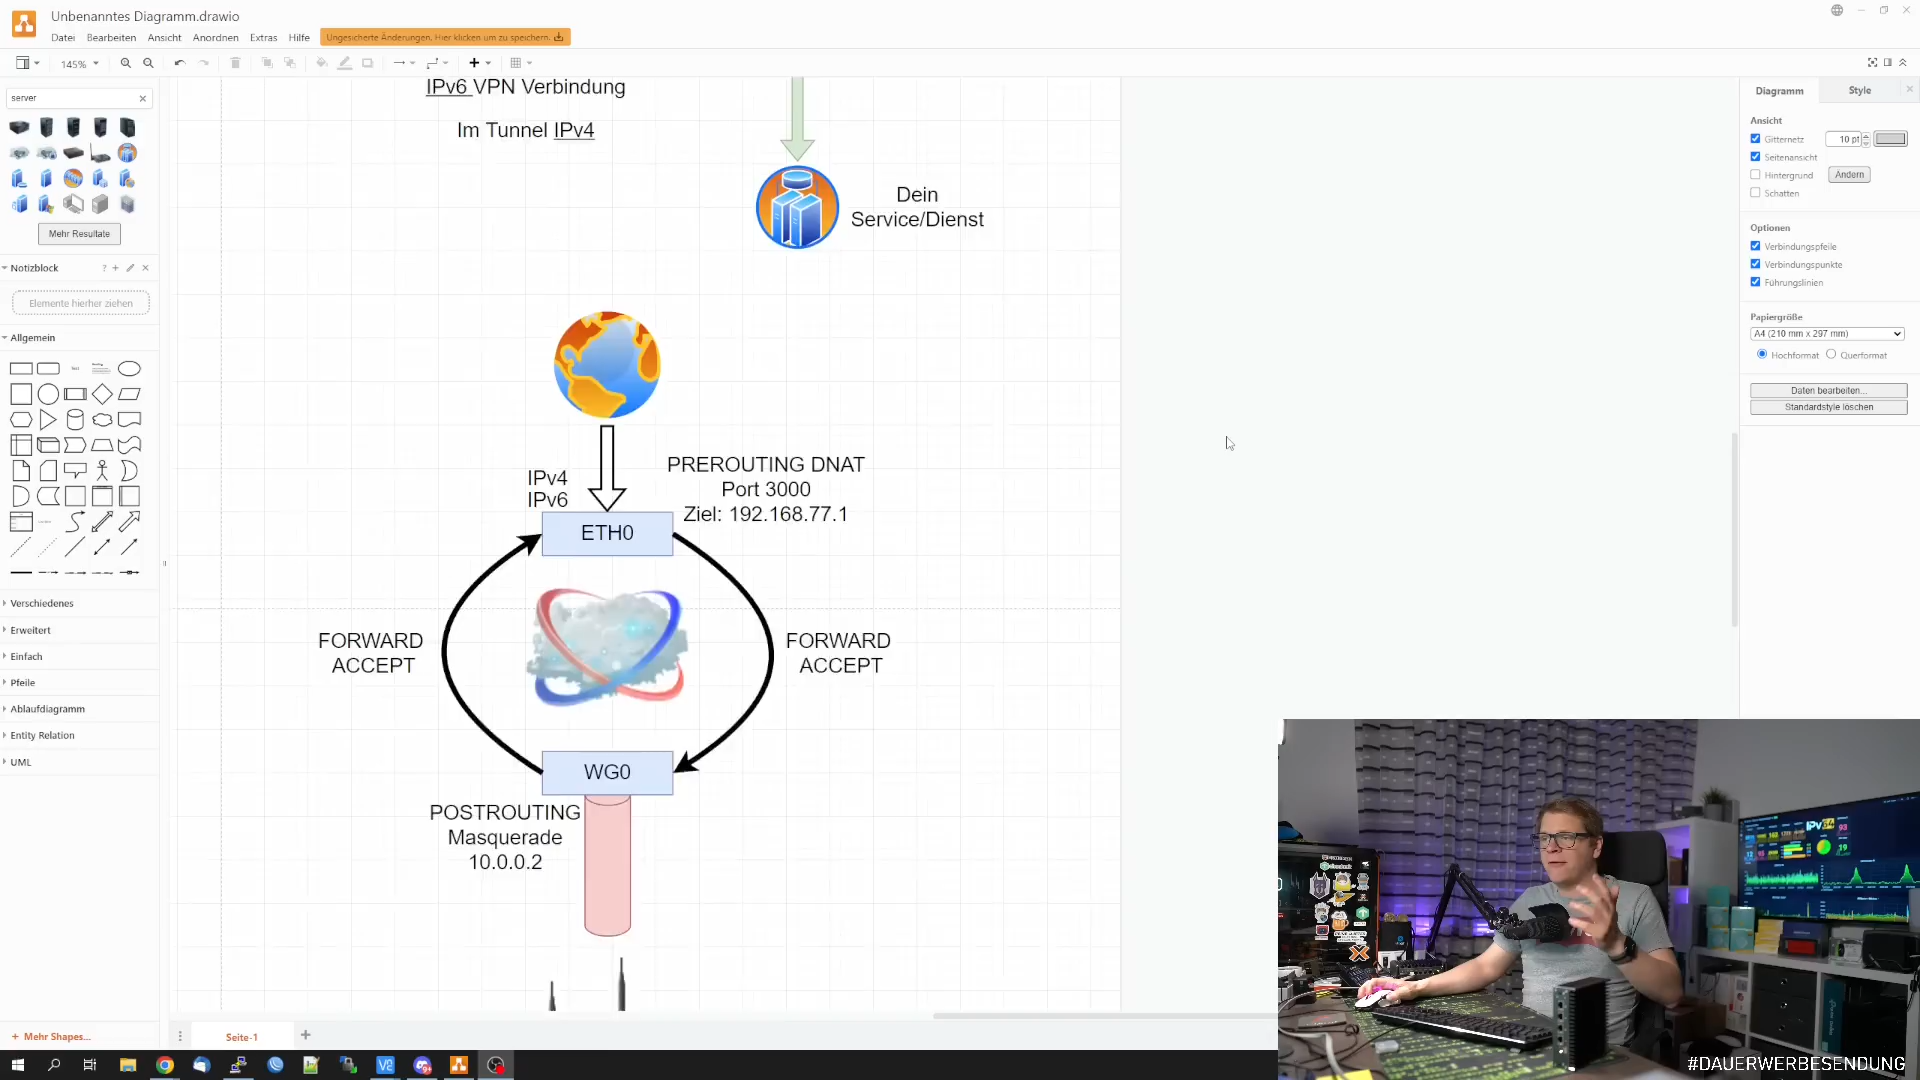 Unbenanntes Diagramm.drawio
Datei Bearbeiten Ansicht Anordnen Extras Hilfe
Ungesicherte Änderungen. Hier klicken um zu speichern.
145%
server
Mehr Resultate
Notizblock
?
Elemente hierher ziehen
Allgemein
Text
Verschiedenes
Erweitert
Einfach
Pfeile
Ablaufdiagramm
Entity Relation
UML
+ Mehr Shapes...
IPv6 VPN Verbindung
Im Tunnel IPv4
Dein
Service/Dienst
IPv4
IPv6
PREROUTING DNAT
Port 3000
Ziel: 192.168.77.1
ETH0
FORWARD
ACCEPT
FORWARD
ACCEPT
WG0
POSTROUTING
Masquerade
10.0.0.2
Seite-1
Diagramm Style
Ansicht
Gitternetz 10 pt
Seitenansicht
Hintergrund Ändern
Schatten
Optionen
Verbindungspfeile
Verbindungspunkte
Führungslinien
Papiergröße
A4 (210 mm x 297 mm)
Hochformat Querformat
Daten bearbeiten...
Standardstyle löschen
IPv64
93
19
#DAUERWERBESENDUNG